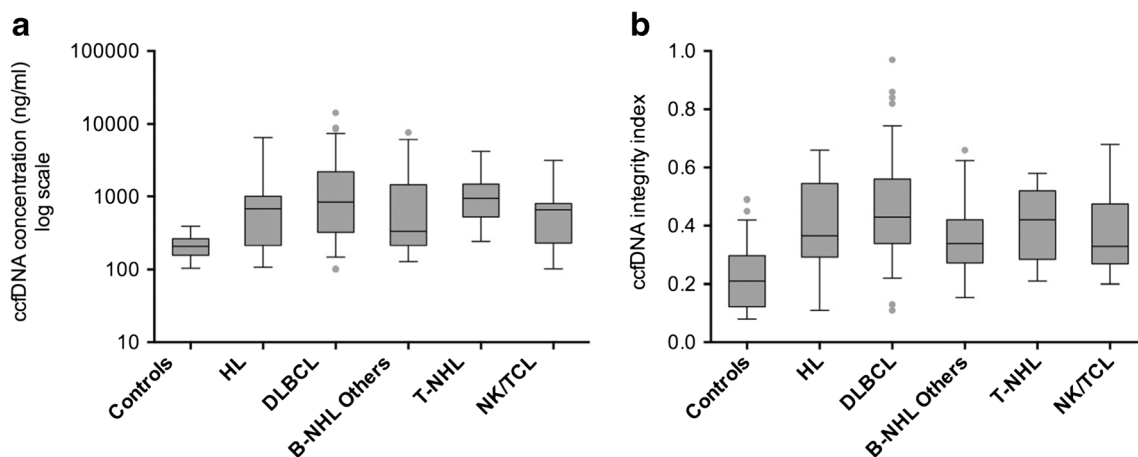 a
ccfDNA concentration (ng/ml)
log scale
100000
10000
1000
100
10
Controls
HL
DLBCL
B-NHL Others
T-NHL
NK/TCL
b
ccfDNA integrity index
1.0
0.8
0.6
0.4
0.2
0.0
Controls
HL
DLBCL
B-NHL Others
T-NHL
NK/TCL